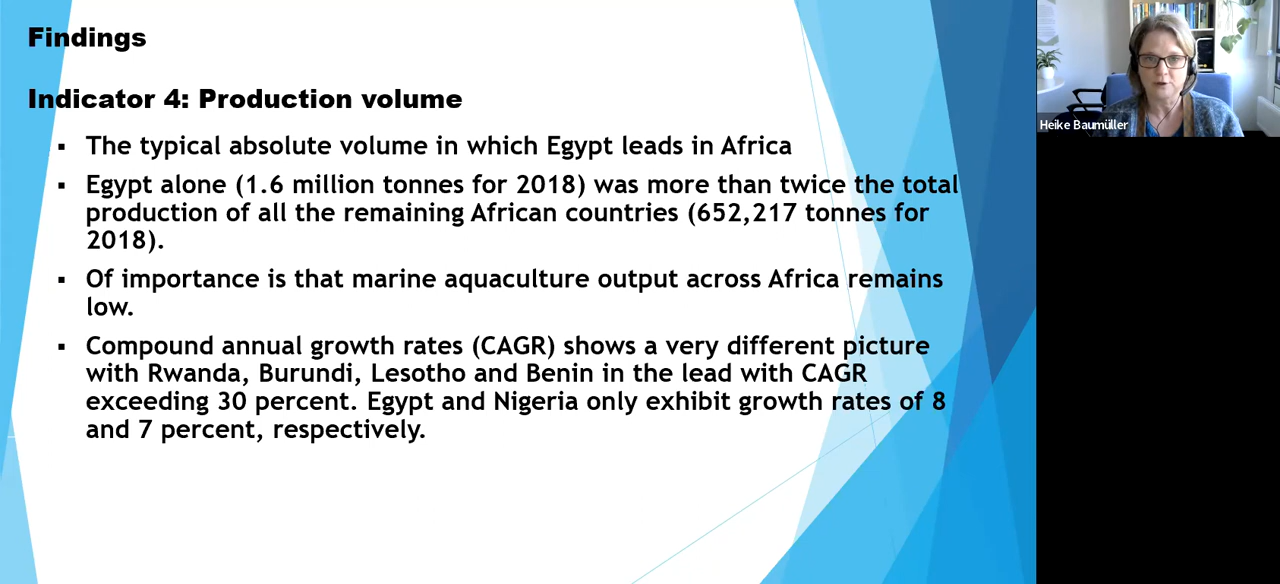 Findings
Indicator 4: Production volume
▪ The typical absolute volume in which Egypt leads in Africa
▪ Egypt alone (1.6 million tonnes for 2018) was more than twice the total
production of all the remaining African countries (652,217 tonnes for
2018).
▪ Of importance is that marine aquaculture output across Africa remains
low.
▪ Compound annual growth rates (CAGR) shows a very different picture
with Rwanda, Burundi, Lesotho and Benin in the lead with CAGR
exceeding 30 percent. Egypt and Nigeria only exhibit growth rates of 8
and 7 percent, respectively.
Heike Baumüller